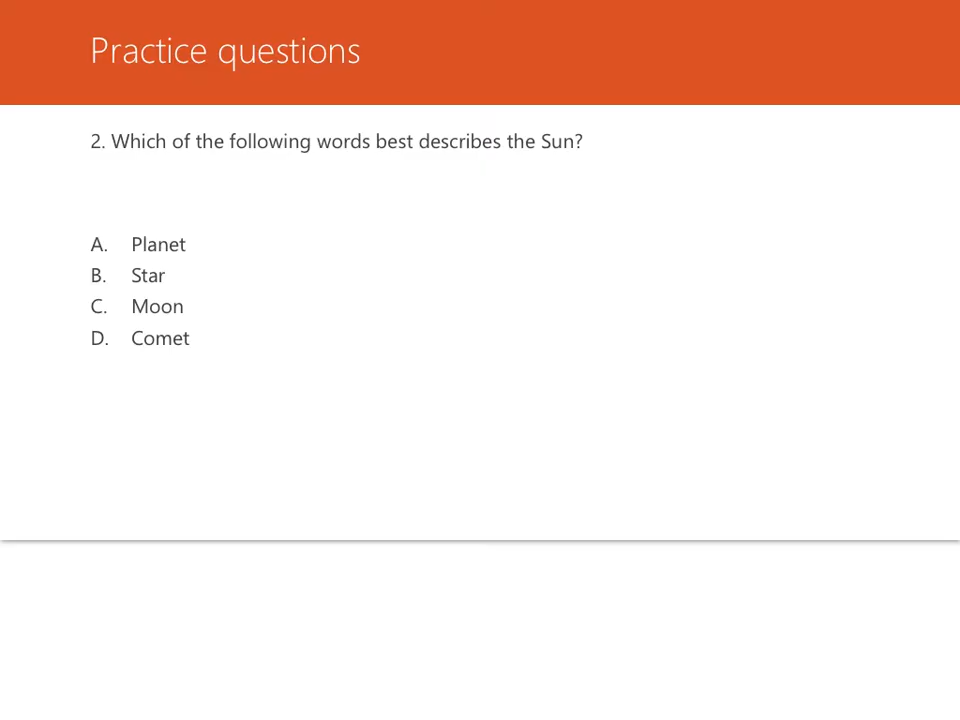 Practice questions
2. Which of the following words best describes the Sun?
A. Planet
B. Star
C. Moon
D. Comet